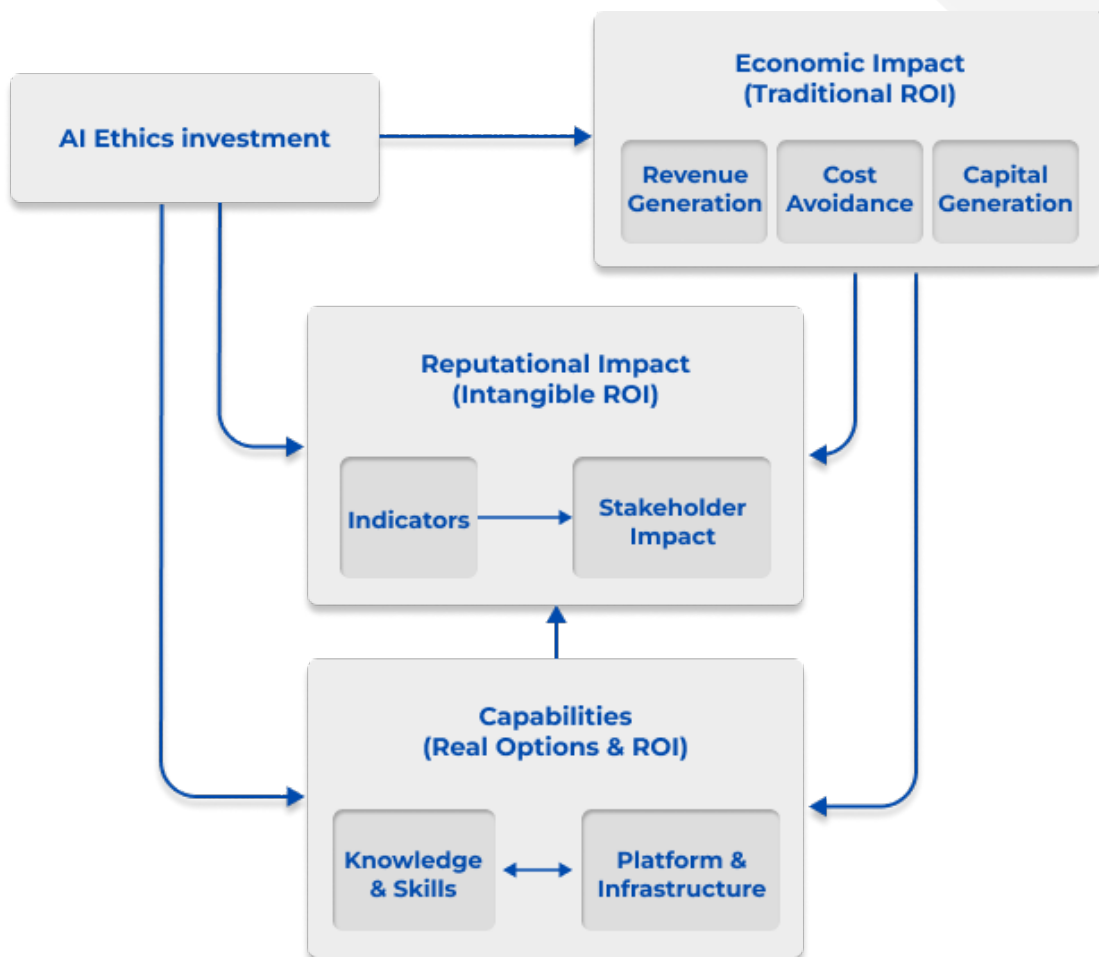 Economic Impact
(Traditional ROI)
AI Ethics investment
Revenue
Generation
Cost
Avoidance
Capital
Generation
Reputational Impact
(Intangible ROI)
Indicators
Stakeholder
Impact
Capabilities
(Real Options & ROI)
Knowledge
& Skills
Platform &
Infrastructure